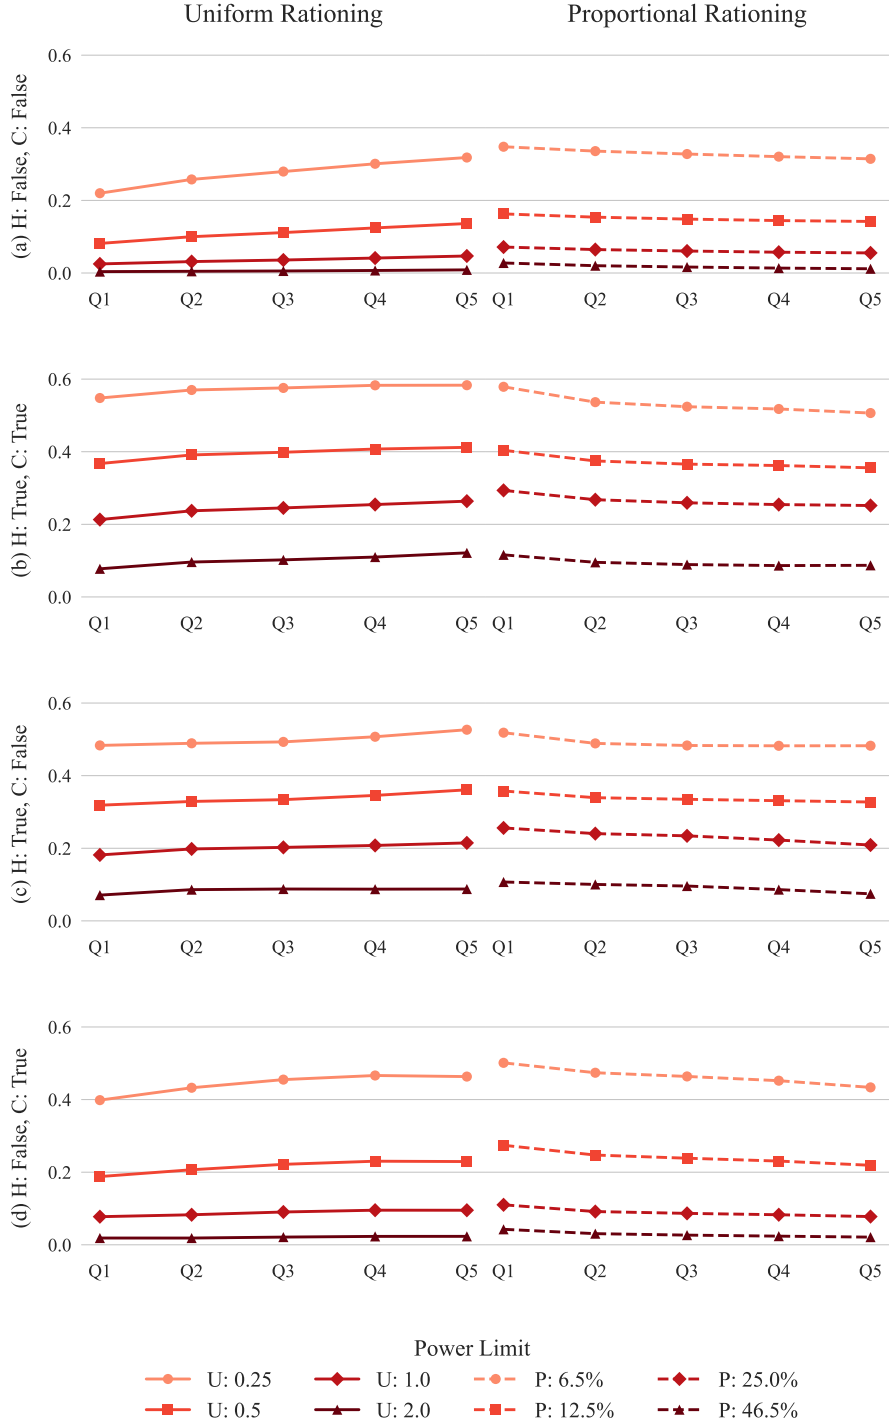 Uniform Rationing Proportional Rationing
(a) H: False, C: False
0.6
0.4
0.2
0.0
Q1 Q2 Q3 Q4 Q5 Q1 Q2 Q3 Q4 Q5
(b) H: True, C: True
0.6
0.4
0.2
0.0
Q1 Q2 Q3 Q4 Q5 Q1 Q2 Q3 Q4 Q5
(c) H: True, C: False
0.6
0.4
0.2
0.0
Q1 Q2 Q3 Q4 Q5 Q1 Q2 Q3 Q4 Q5
(d) H: False, C: True
0.6
0.4
0.2
0.0
Q1 Q2 Q3 Q4 Q5 Q1 Q2 Q3 Q4 Q5
Power Limit
U: 0.25 U: 1.0 P: 6.5% P: 25.0%
U: 0.5 U: 2.0 P: 12.5% P: 46.5%